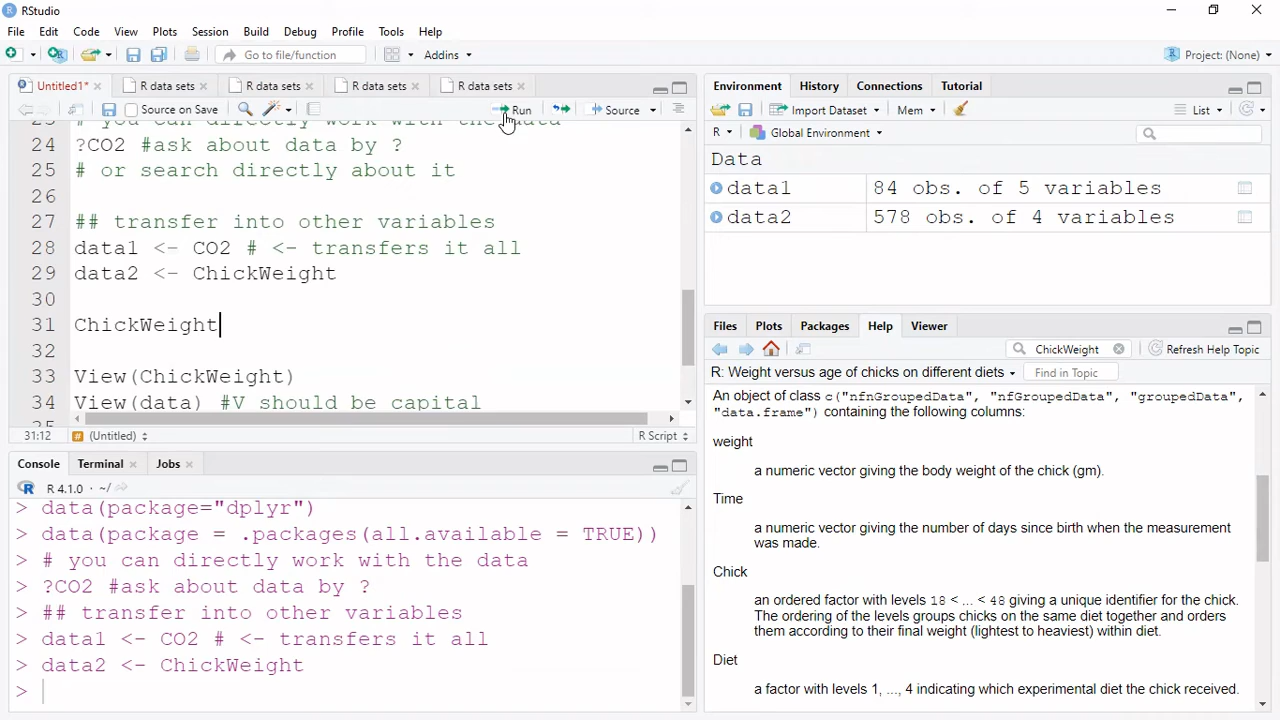 RStudio
File Edit Code View Plots Session Build Debug Profile Tools Help
Go to file/function Addins Project: (None)
Untitled1* R data sets R data sets R data sets R data sets
Source on Save Run Source
# you can directly work with the data
24 ?CO2 #ask about data by ?
25 # or search directly about it
26
27 ## transfer into other variables
28 data1 <- CO2 # <- transfers it all
29 data2 <- ChickWeight
30
31 ChickWeight
32
33 View(ChickWeight)
34 View(data) #V should be capital
31:12 (Untitled) R Script
Console Terminal Jobs
R 4.1.0 · ~/
> data(package="dplyr")
> data(package = .packages(all.available = TRUE))
> # you can directly work with the data
> ?CO2 #ask about data by ?
> ## transfer into other variables
> data1 <- CO2 # <- transfers it all
> data2 <- ChickWeight
>
Environment History Connections Tutorial
Import Dataset Mem List
R Global Environment
Data
data1 84 obs. of 5 variables
data2 578 obs. of 4 variables
Files Plots Packages Help Viewer
ChickWeight Refresh Help Topic
R: Weight versus age of chicks on different diets Find in Topic
An object of class c("nfnGroupedData", "nfGroupedData", "groupedData",
"data.frame") containing the following columns:
weight
a numeric vector giving the body weight of the chick (gm).
Time
a numeric vector giving the number of days since birth when the measurement
was made.
Chick
an ordered factor with levels 18 < ... < 48 giving a unique identifier for the chick.
The ordering of the levels groups chicks on the same diet together and orders
them according to their final weight (lightest to heaviest) within diet.
Diet
a factor with levels 1, ..., 4 indicating which experimental diet the chick received.